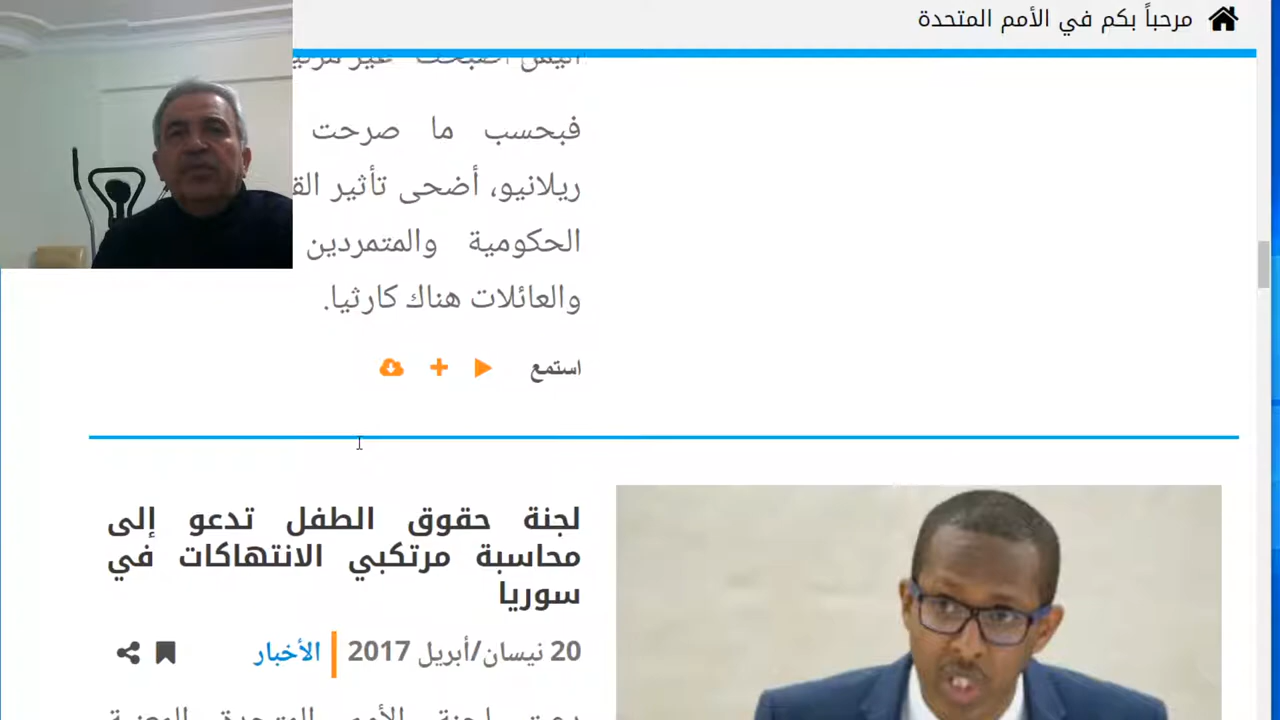 مرحباً بكم في الأمم المتحدة
فبحسب ما صرحت
ريلانيو، أضحى تأثير
الحكومية والمتمردين
والعائلات هناك كارثيا.
استمع
لجنة حقوق الطفل تدعو إلى
محاسبة مرتكبي الانتهاكات في
سوريا
20 نيسان/أبريل 2017 الأخبار